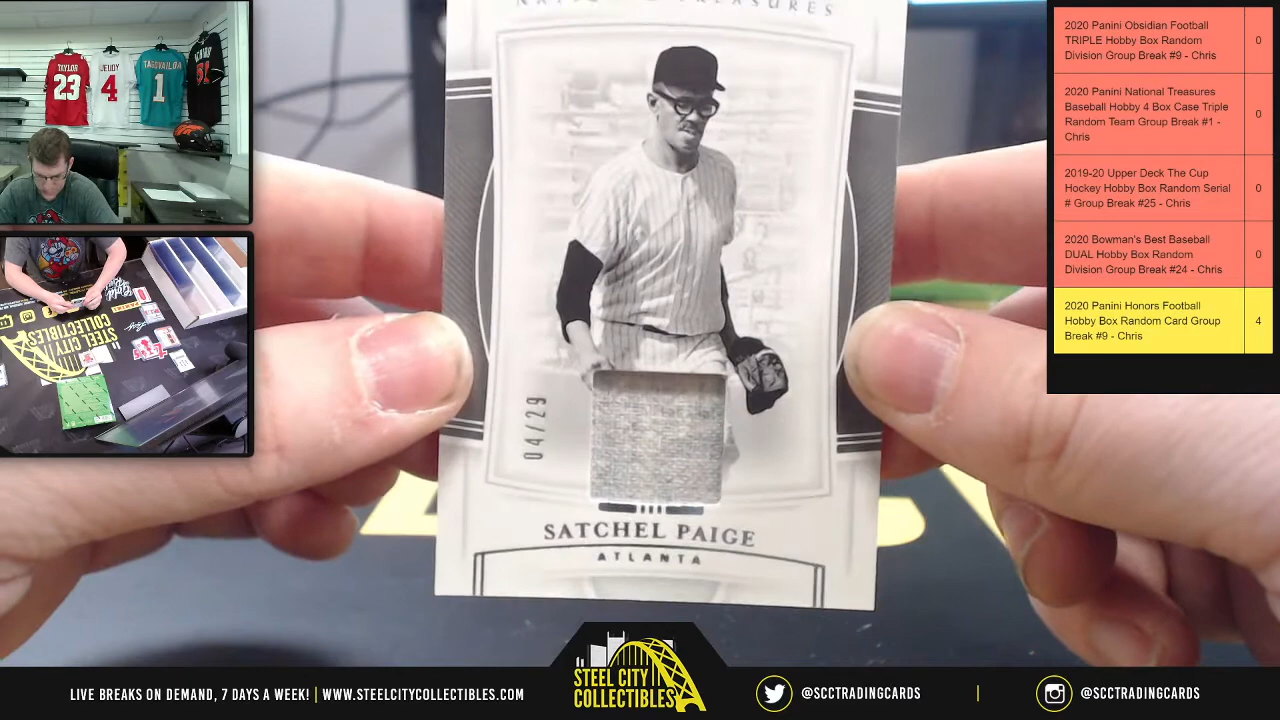 TAYLOR
23
JEUDY
4
TAGOVAILOA
1
STEEL CITY
COLLECTIBLES
TREASURES
04/29
SATCHEL PAIGE
ATLANTA
2020 Panini Obsidian Football
TRIPLE Hobby Box Random
Division Group Break #9 - Chris
0
2020 Panini National Treasures
Baseball Hobby 4 Box Case Triple
Random Team Group Break #1 -
Chris
0
2019-20 Upper Deck The Cup
Hockey Hobby Box Random Serial
# Group Break #25 - Chris
0
2020 Bowman's Best Baseball
DUAL Hobby Box Random
Division Group Break #24 - Chris
0
2020 Panini Honors Football
Hobby Box Random Card Group
Break #9 - Chris
4
LIVE BREAKS ON DEMAND, 7 DAYS A WEEK! | WWW.STEELCITYCOLLECTIBLES.COM
STEEL CITY
COLLECTIBLES
@SCCTRADINGCARDS | @SCCTRADINGCARDS